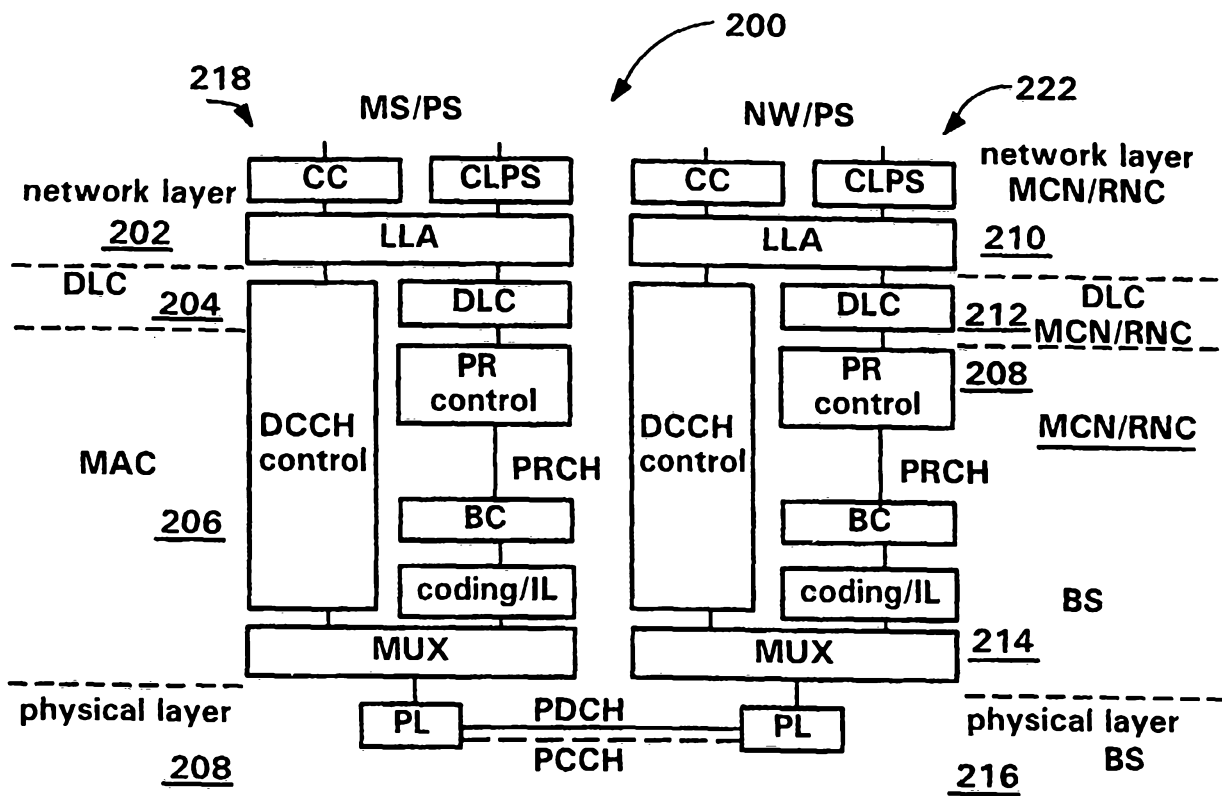 200
218
222
MS/PS
NW/PS
CC
CLPS
CC
CLPS
network layer
MCN/RNC
network layer
202
LLA
LLA
210
DLC
204
DLC
DLC
212
DLC
MCN/RNC
PR
control
PR
control
208
DCCH
control
DCCH
control
MCN/RNC
MAC
PRCH
PRCH
206
BC
BC
coding/IL
coding/IL
BS
MUX
MUX
214
physical layer
PL
PDCH
PCCH
PL
physical layer
BS
208
216